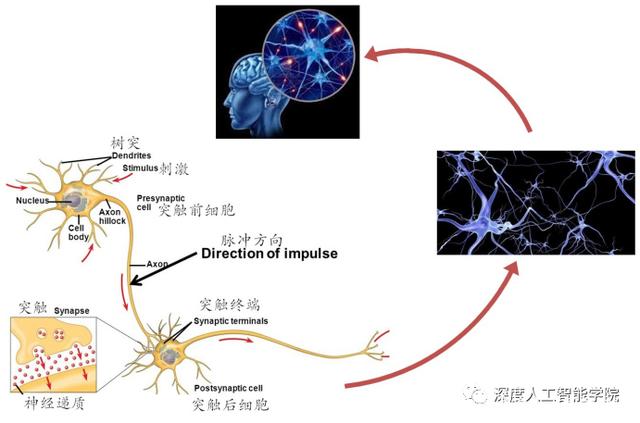 树突
Dendrites
Stimulus 刺激
Nucleus
Presynaptic
cell 突触前细胞
Axon
hillock
Cell
body
脉冲方向
Direction of impulse
Axon
突触 Synapse
突触终端
Synaptic terminals
神经递质
Postsynaptic cell
突触后细胞
深度人工智能学院